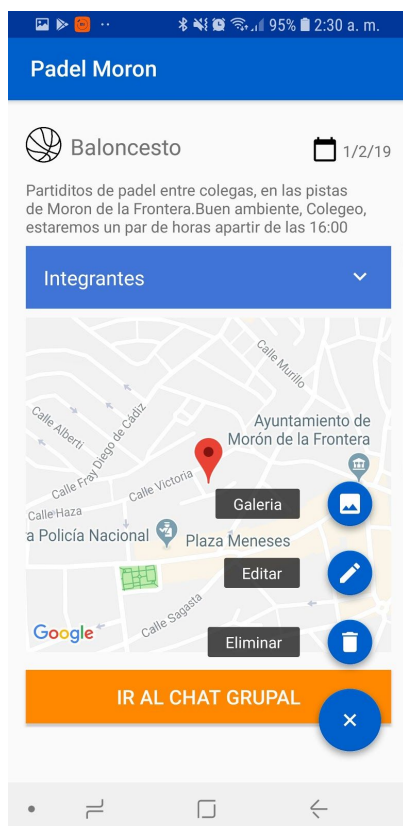 95% 2:30 a. m.
Padel Moron
Baloncesto
1/2/19
Partiditos de padel entre colegas, en las pistas
de Moron de la Frontera.Buen ambiente, Colegeo,
estaremos un par de horas apartir de las 16:00
Integrantes
Calle Murillo
Calle Alberti
Calle Fray Diego de Cádiz
Ayuntamiento de
Morón de la Frontera
Calle Victoria
Calle Haza
Galeria
a Policía Nacional
Plaza Meneses
Editar
Calle Sagasta
Google
Eliminar
IR AL CHAT GRUPAL